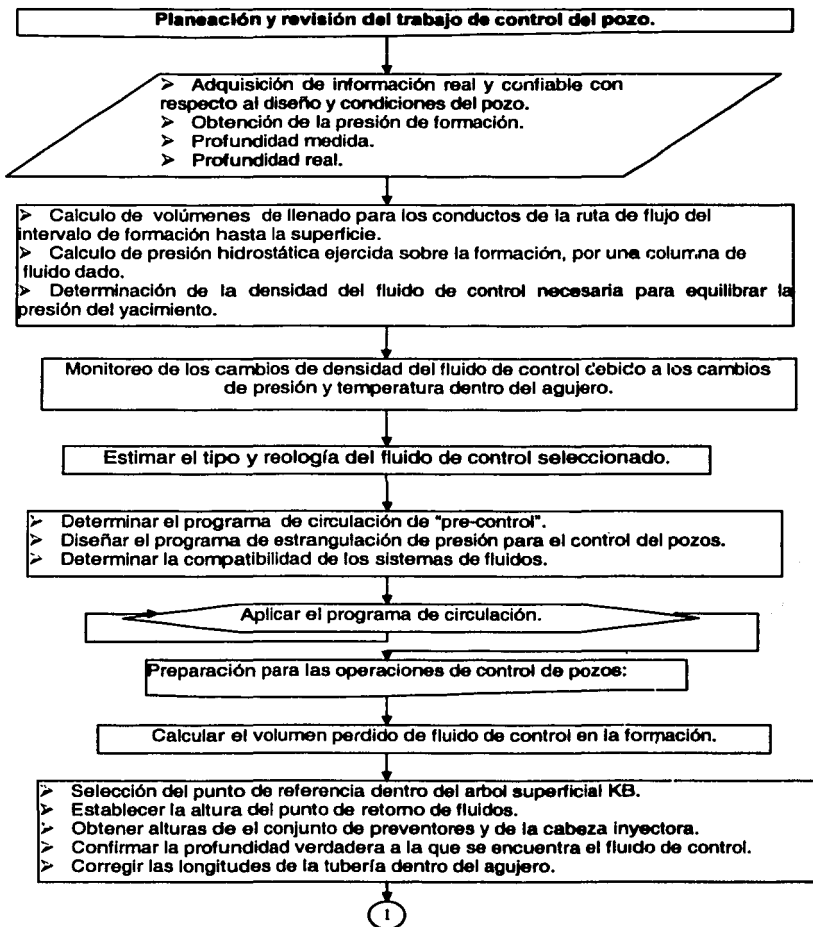 Planeación y revisión del trabajo de control del pozo.
➢ Adquisición de información real y confiable con
respecto al diseño y condiciones del pozo.
➢ Obtención de la presión de formación.
➢ Profundidad medida.
➢ Profundidad real.
➢ Calculo de volúmenes de llenado para los conductos de la ruta de flujo del
intervalo de formación hasta la superficie.
➢ Calculo de presión hidrostática ejercida sobre la formación, por una columna de
fluido dado.
➢ Determinación de la densidad del fluido de control necesaria para equilibrar la
presión del yacimiento.
Monitoreo de los cambios de densidad del fluido de control debido a los cambios
de presión y temperatura dentro del agujero.
Estimar el tipo y reología del fluido de control seleccionado.
➢ Determinar el programa de circulación de "pre-control".
➢ Diseñar el programa de estrangulación de presión para el control del pozos.
➢ Determinar la compatibilidad de los sistemas de fluidos.
Aplicar el programa de circulación.
Preparación para las operaciones de control de pozos:
Calcular el volumen perdido de fluido de control en la formación.
➢ Selección del punto de referencia dentro del arbol superficial KB.
➢ Establecer la altura del punto de retorno de fluidos.
➢ Obtener alturas de el conjunto de preventores y de la cabeza inyectora.
➢ Confirmar la profundidad verdadera a la que se encuentra el fluido de control.
➢ Corregir las longitudes de la tubería dentro del agujero.
1